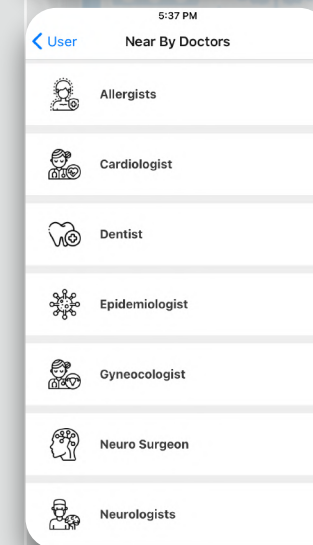 5:37 PM
User
Near By Doctors
Allergists
Cardiologist
Dentist
Epidemiologist
Gyneocologist
Neuro Surgeon
Neurologists